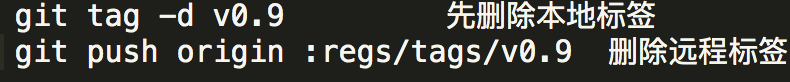 git tag -d v0.9 先删除本地标签
git push origin :regs/tags/v0.9 删除远程标签